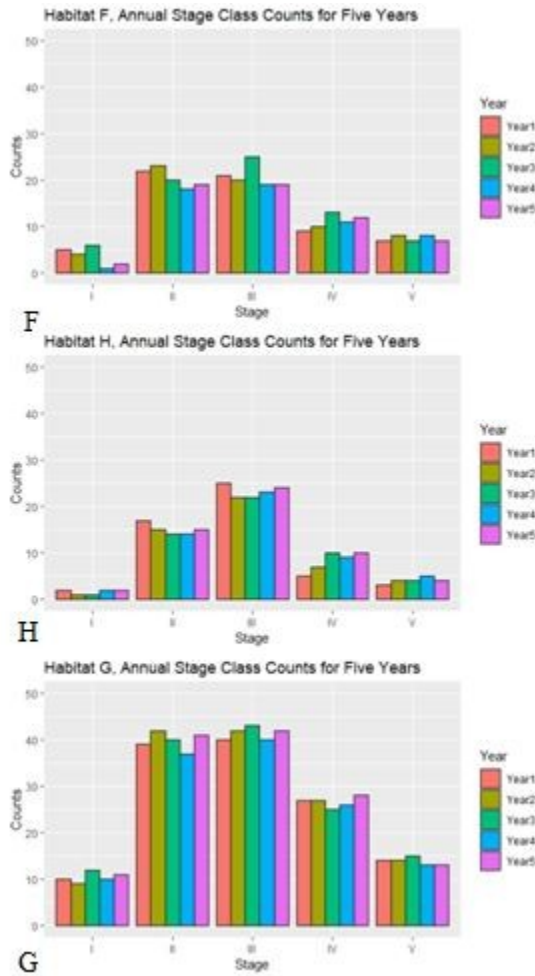 Habitat F, Annual Stage Class Counts for Five Years
50
40
30
20
10
0
Counts
I
II
III
IV
V
Stage
Year
Year1
Year2
Year3
Year4
Year5
F
Habitat H, Annual Stage Class Counts for Five Years
50
40
30
20
10
0
Counts
I
II
III
IV
V
Stage
Year
Year1
Year2
Year3
Year4
Year5
H
Habitat G, Annual Stage Class Counts for Five Years
50
40
30
20
10
0
Counts
I
II
III
IV
V
Stage
Year
Year1
Year2
Year3
Year4
Year5
G